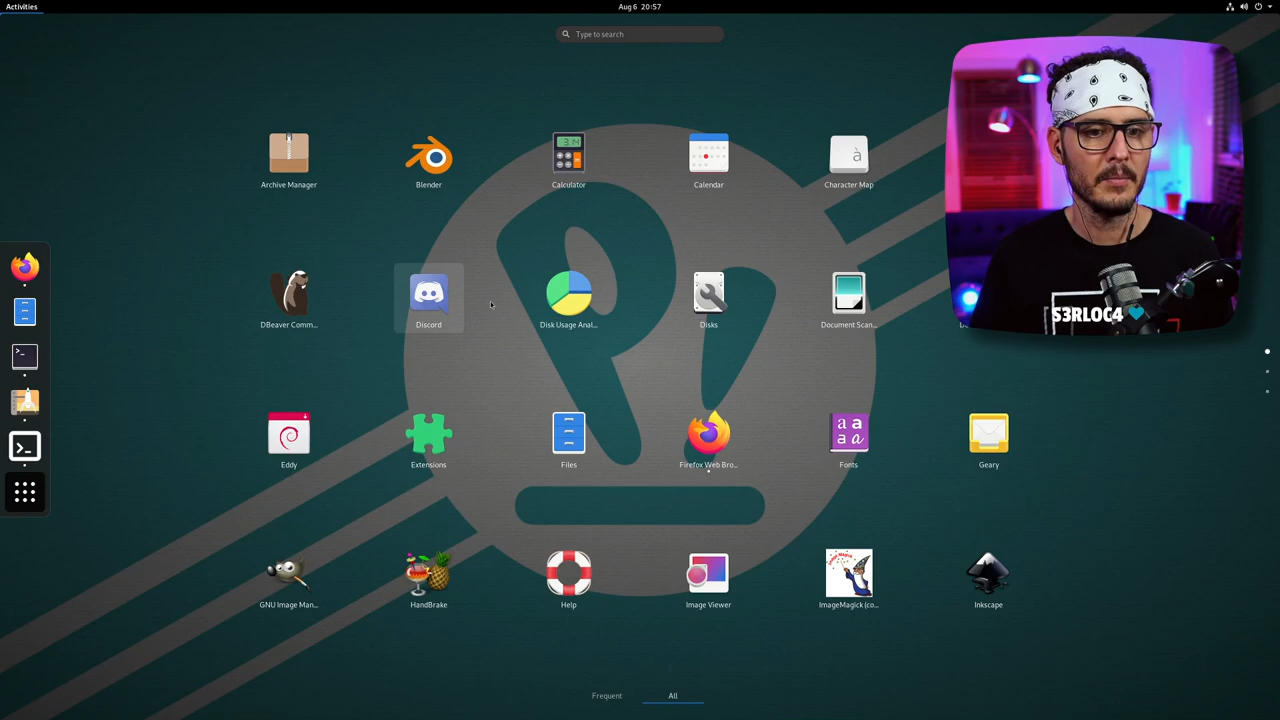 Activities
Aug 6 20:57
Type to search
Archive Manager
Blender
Calculator
Calendar
Character Map
DBeaver Comm...
Discord
Disk Usage Anal...
Disks
Document Scan...
S3RLOC4
Eddy
Extensions
Files
Firefox Web Bro...
Fonts
Geary
GNU Image Man...
HandBrake
Help
Image Viewer
ImageMagick (co...
Inkscape
Frequent
All